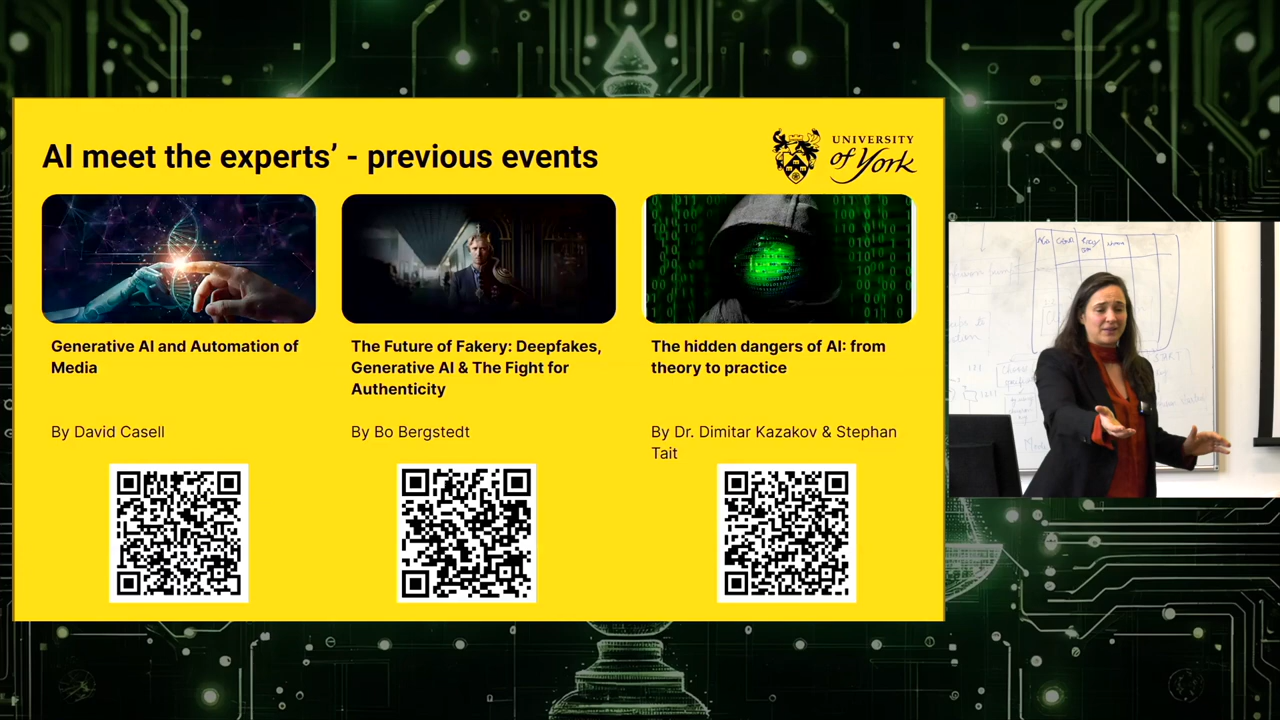 AI meet the experts’ - previous events
UNIVERSITY
of York
Generative AI and Automation of
Media
By David Casell
The Future of Fakery: Deepfakes,
Generative AI & The Fight for
Authenticity
By Bo Bergstedt
The hidden dangers of AI: from
theory to practice
By Dr. Dimitar Kazakov & Stephan
Tait